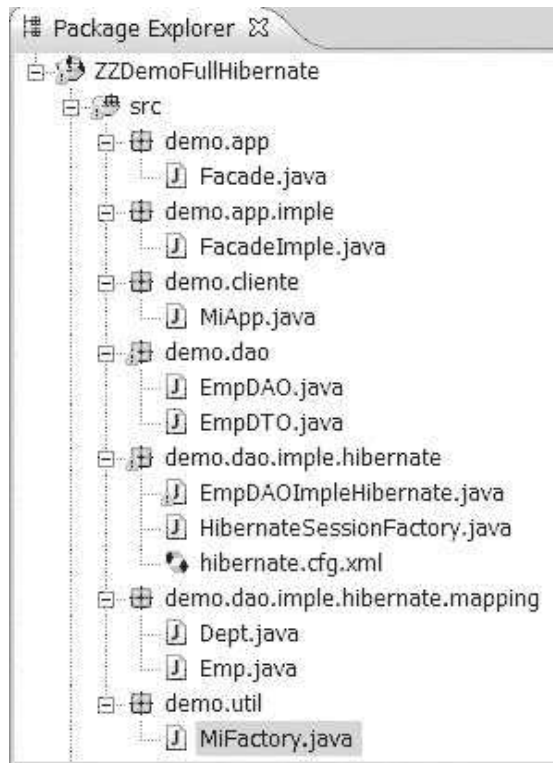 Package Explorer
ZZDemoFullHibernate
src
demo.app
Facade.java
demo.app.imple
FacadeImple.java
demo.cliente
MiApp.java
demo.dao
EmpDAO.java
EmpDTO.java
demo.dao.imple.hibernate
EmpDAOImpleHibernate.java
HibernateSessionFactory.java
hibernate.cfg.xml
demo.dao.imple.hibernate.mapping
Dept.java
Emp.java
demo.util
MiFactory.java